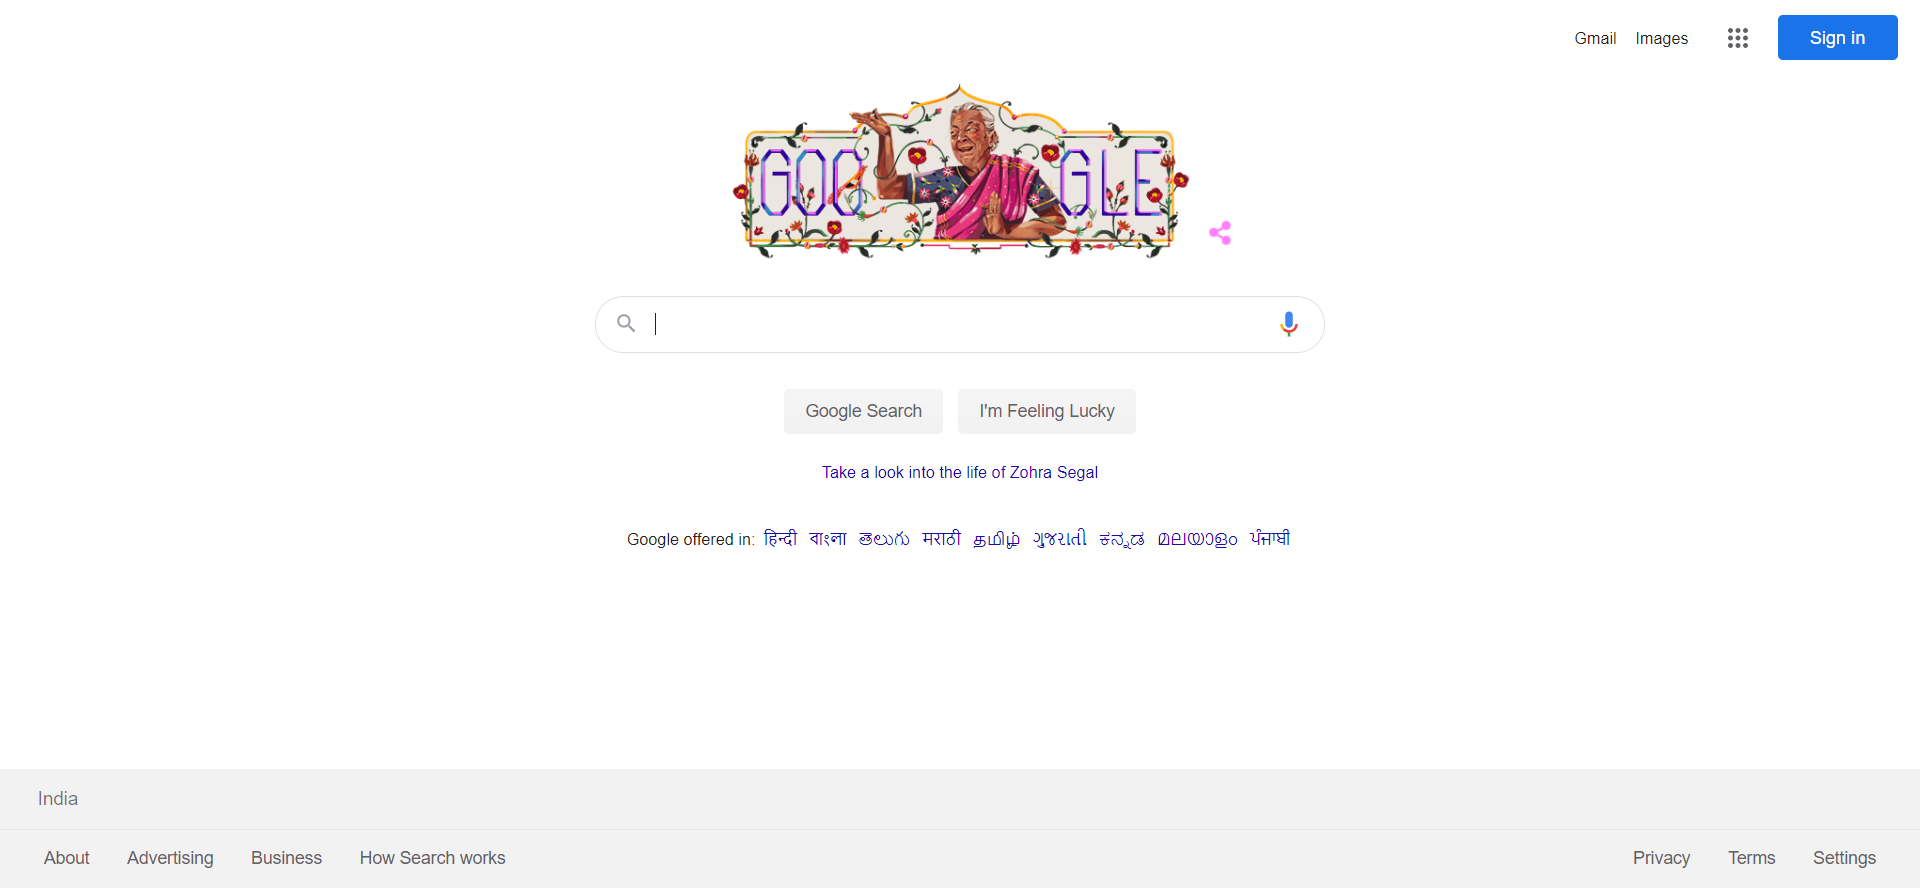 Gmail Images Sign in
GOOGLE
Google Search I'm Feeling Lucky
Take a look into the life of Zohra Segal
Google offered in: हिन्दी বাংলা తెలుగు मराठी தமிழ் ગુજરાતી ಕನ್ನಡ മലയാളം ਪੰਜਾਬੀ
India
About Advertising Business How Search works Privacy Terms Settings